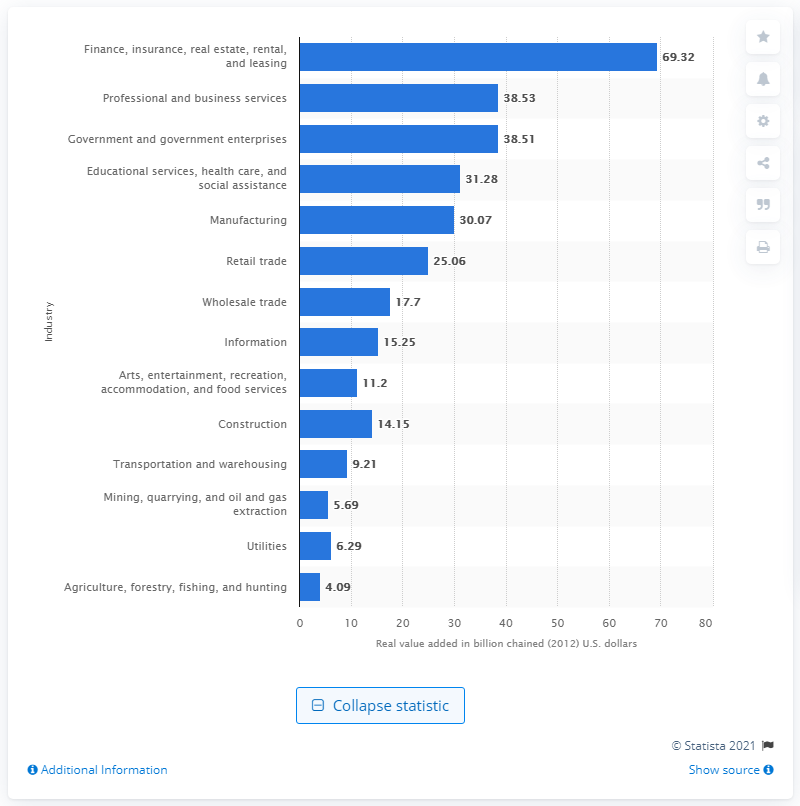 Finance, insurance, real estate, rental,
and leasing
69.32
Professional and business services
38.53
Government and government enterprises
38.51
Educational services, health care, and
social assistance
31.28
Manufacturing
30.07
Retail trade
25.06
Wholesale trade
17.7
Information
15.25
Arts, entertainment, recreation,
accommodation, and food services
11.2
Construction
14.15
Transportation and warehousing
9.21
Mining, quarrying, and oil and gas
extraction
5.69
Utilities
6.29
Agriculture, forestry, fishing, and hunting
4.09
Industry
0 10 20 30 40 50 60 70 80
Real value added in billion chained (2012) U.S. dollars
Collapse statistic
© Statista 2021
Additional Information
Show source